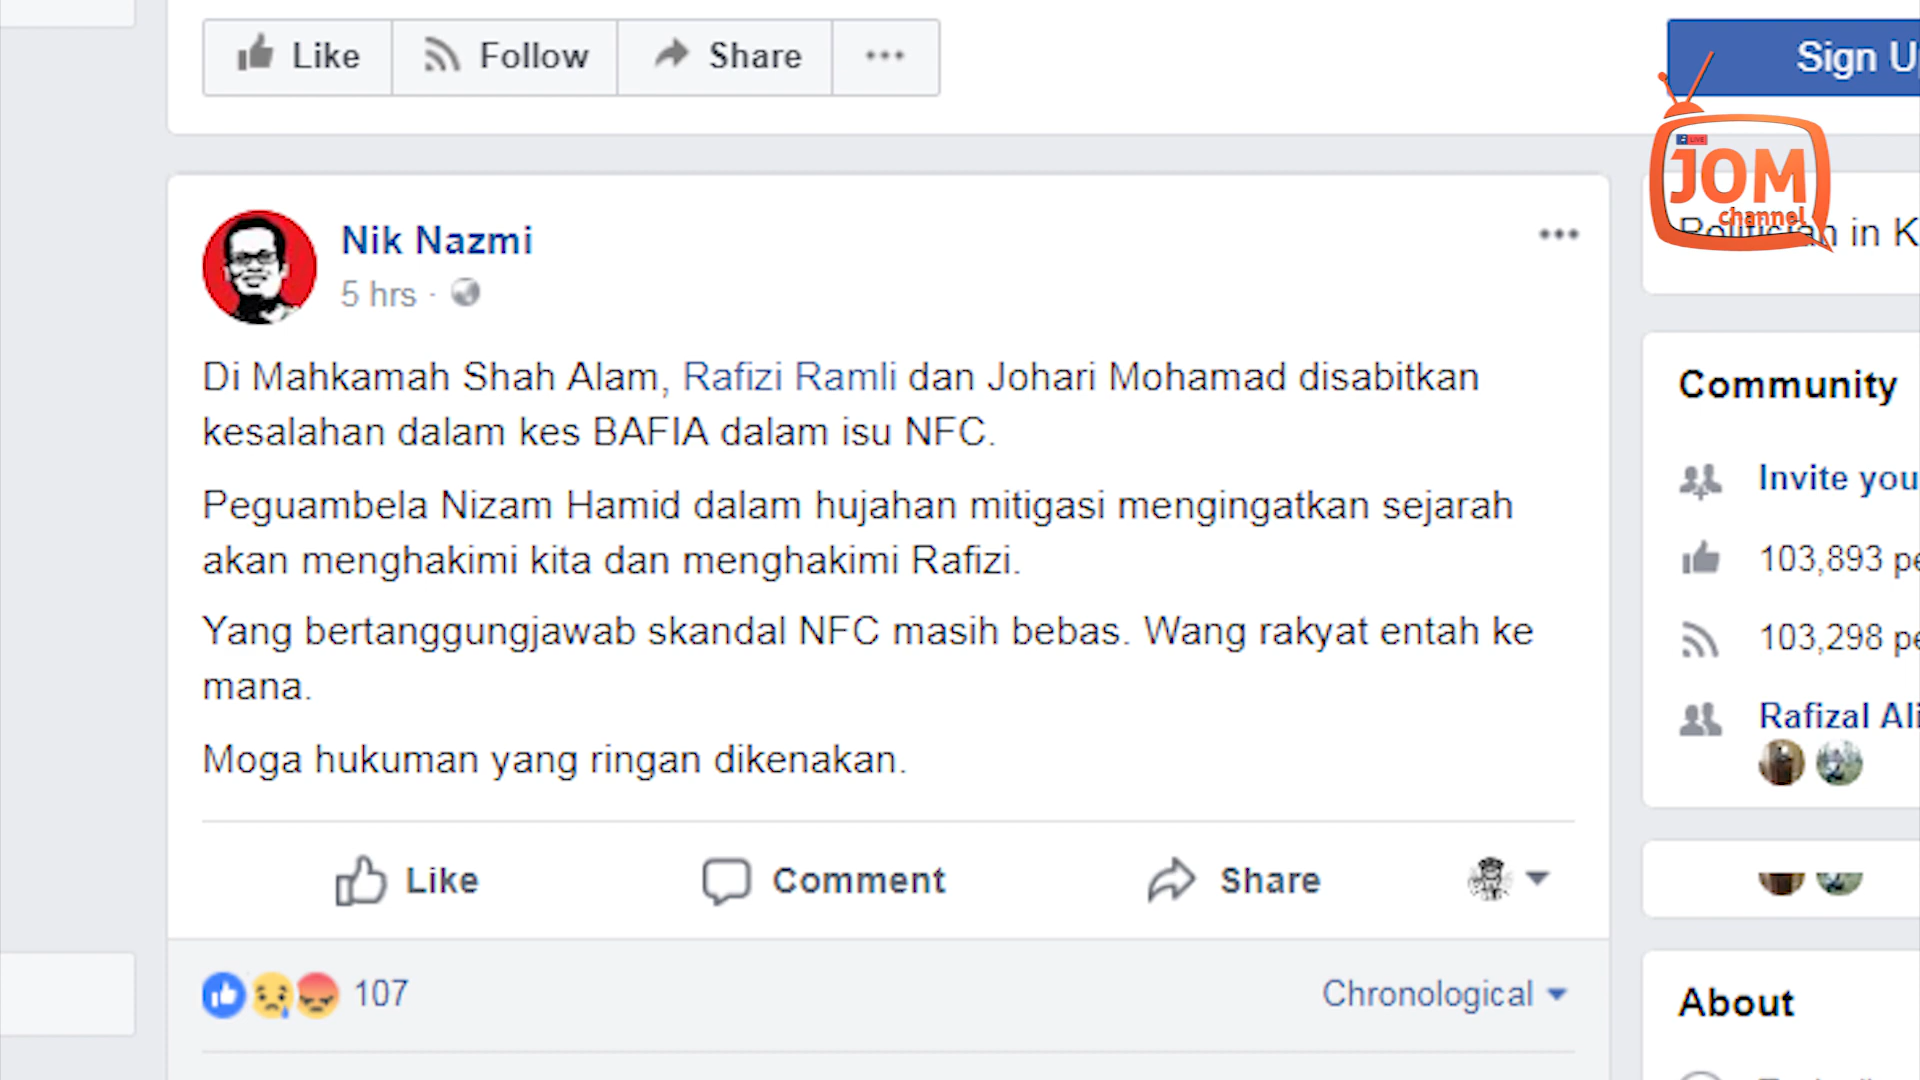 Like
Follow
Share
Sign U
LIVE
JOM
channel
Politician in K
Nik Nazmi
5 hrs ·
Di Mahkamah Shah Alam, Rafizi Ramli dan Johari Mohamad disabitkan
kesalahan dalam kes BAFIA dalam isu NFC.
Peguambela Nizam Hamid dalam hujahan mitigasi mengingatkan sejarah
akan menghakimi kita dan menghakimi Rafizi.
Yang bertanggungjawab skandal NFC masih bebas. Wang rakyat entah ke
mana.
Moga hukuman yang ringan dikenakan.
Like
Comment
Share
107
Chronological
Community
Invite you
103,893 pe
103,298 pe
Rafizal Ali
About